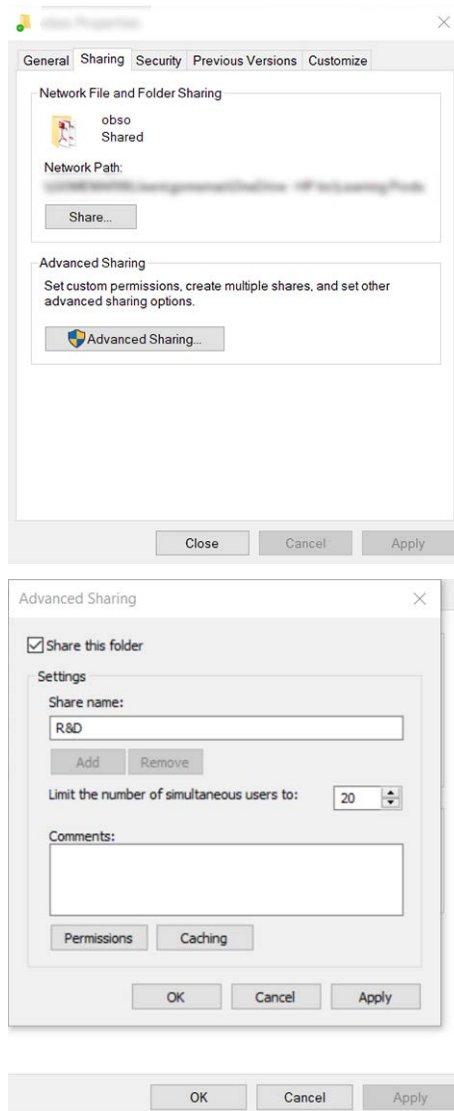 Properties
General Sharing Security Previous Versions Customize
Network File and Folder Sharing
obso
Shared
Network Path:
Share...
Advanced Sharing
Set custom permissions, create multiple shares, and set other
advanced sharing options.
Advanced Sharing...
Close Cancel Apply
Advanced Sharing
Share this folder
Settings
Share name:
R&D
Add Remove
Limit the number of simultaneous users to: 20
Comments:
Permissions Caching
OK Cancel Apply
OK Cancel Apply